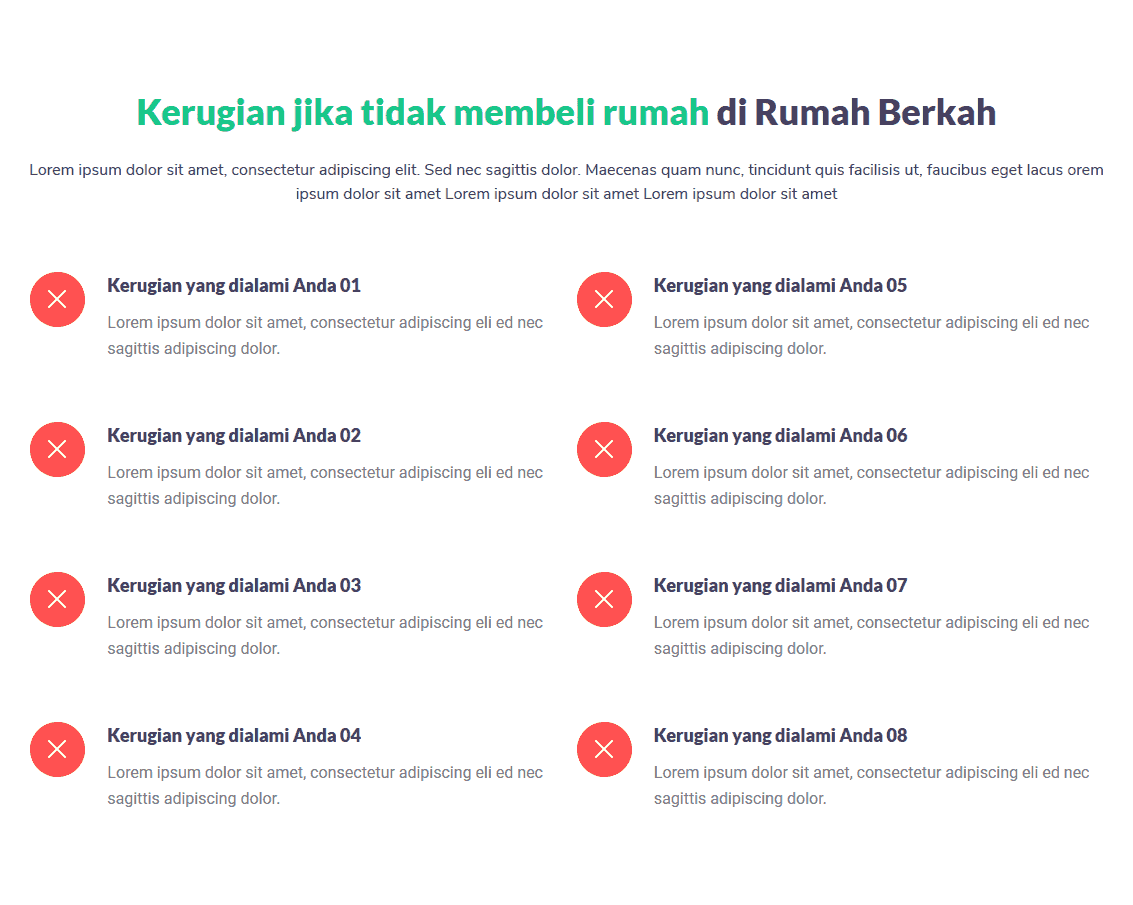 Kerugian jika tidak membeli rumah di Rumah Berkah
Lorem ipsum dolor sit amet, consectetur adipiscing elit. Sed nec sagittis dolor. Maecenas quam nunc, tincidunt quis facilisis ut, faucibus eget lacus orem
ipsum dolor sit amet Lorem ipsum dolor sit amet Lorem ipsum dolor sit amet
Kerugian yang dialami Anda 01
Lorem ipsum dolor sit amet, consectetur adipiscing eli ed nec
sagittis adipiscing dolor.
Kerugian yang dialami Anda 02
Lorem ipsum dolor sit amet, consectetur adipiscing eli ed nec
sagittis adipiscing dolor.
Kerugian yang dialami Anda 03
Lorem ipsum dolor sit amet, consectetur adipiscing eli ed nec
sagittis adipiscing dolor.
Kerugian yang dialami Anda 04
Lorem ipsum dolor sit amet, consectetur adipiscing eli ed nec
sagittis adipiscing dolor.
Kerugian yang dialami Anda 05
Lorem ipsum dolor sit amet, consectetur adipiscing eli ed nec
sagittis adipiscing dolor.
Kerugian yang dialami Anda 06
Lorem ipsum dolor sit amet, consectetur adipiscing eli ed nec
sagittis adipiscing dolor.
Kerugian yang dialami Anda 07
Lorem ipsum dolor sit amet, consectetur adipiscing eli ed nec
sagittis adipiscing dolor.
Kerugian yang dialami Anda 08
Lorem ipsum dolor sit amet, consectetur adipiscing eli ed nec
sagittis adipiscing dolor.